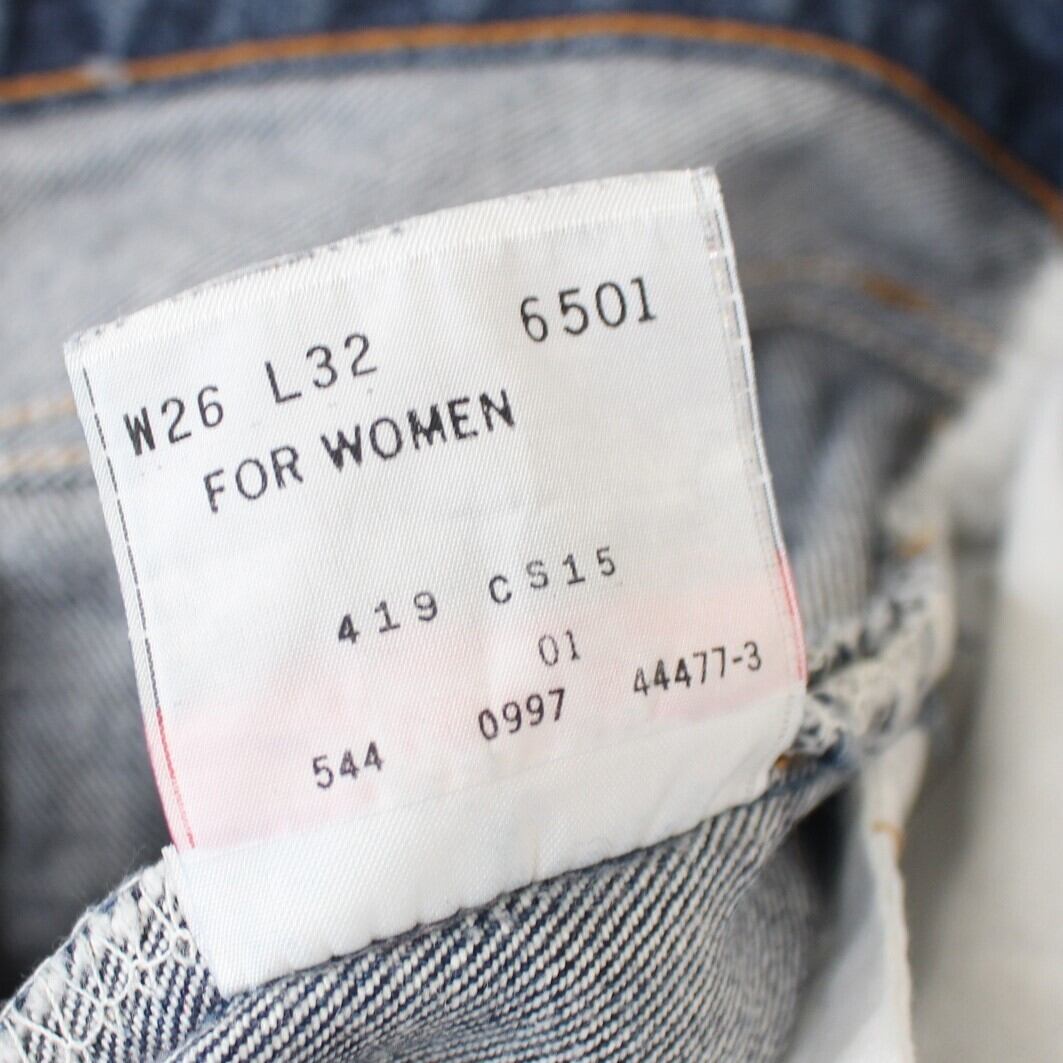 W26 L32 6501
FOR WOMEN
419 CS15
01
544 0997 44477-3